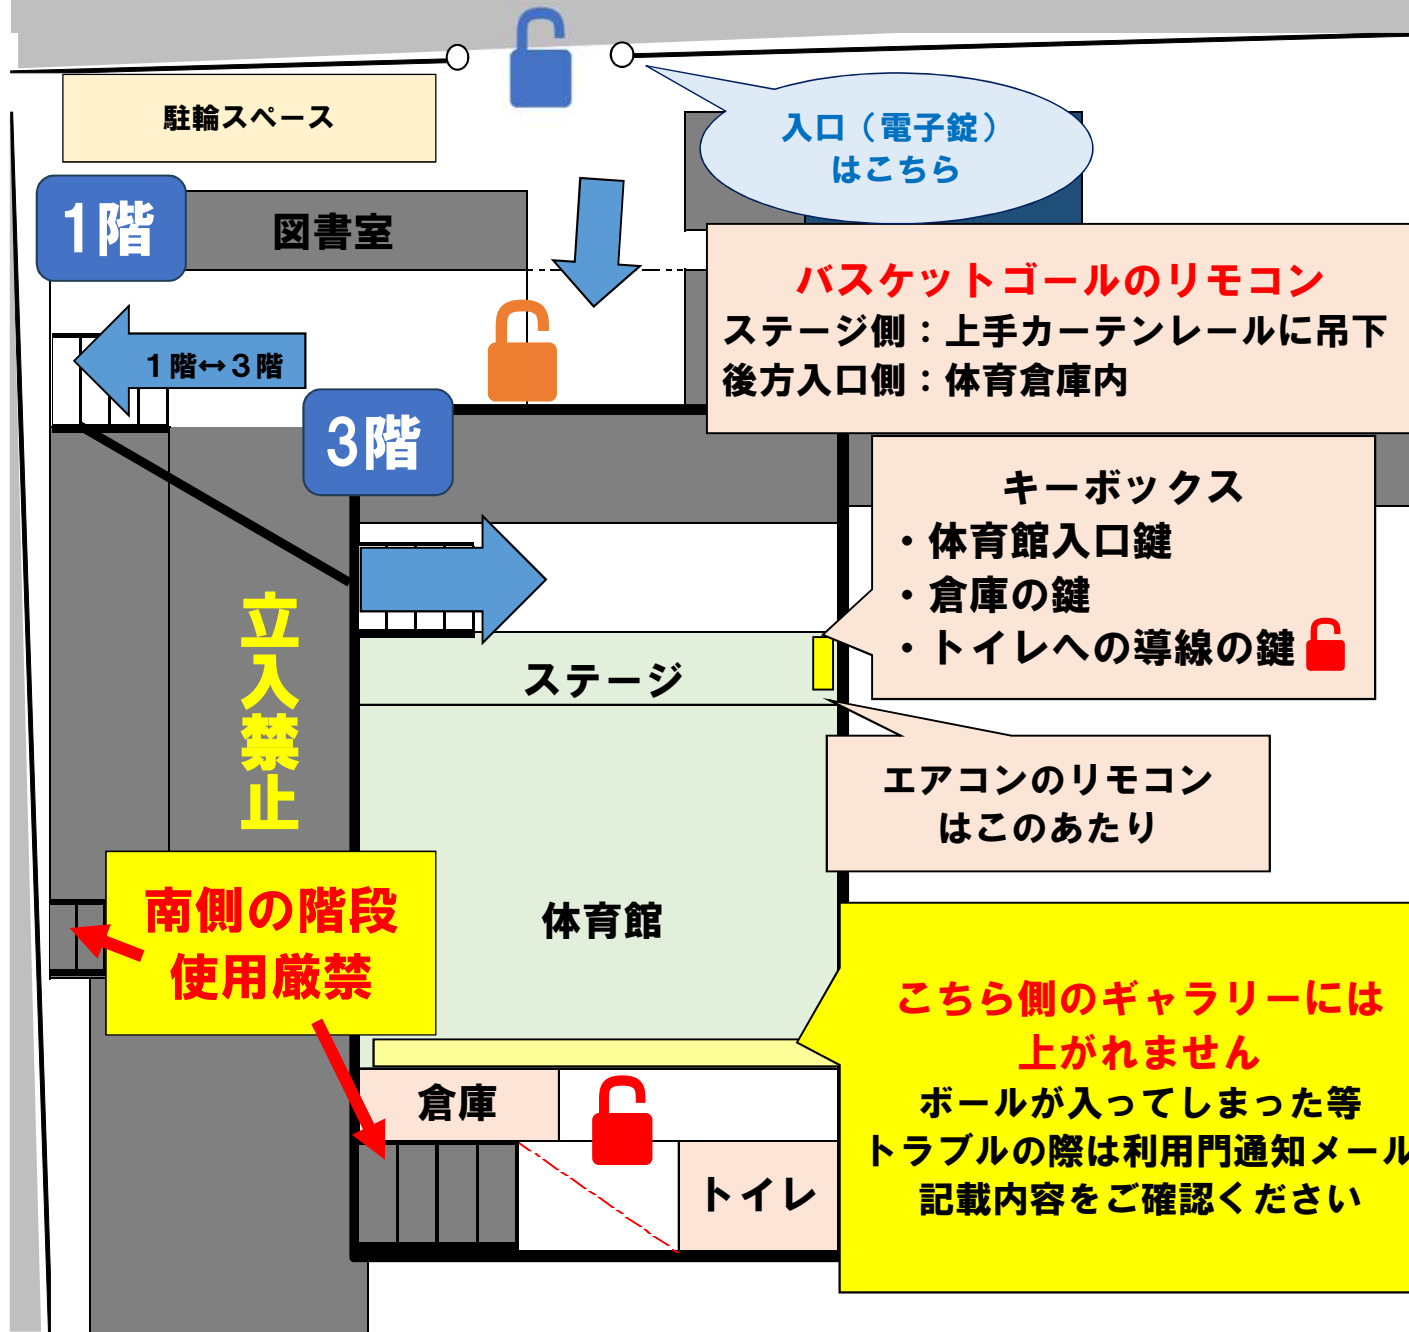 駐輪スペース
入口（電子錠）
はこちら
1階
図書室
バスケットゴールのリモコン
ステージ側：上手カーテンレールに吊下
後方入口側：体育倉庫内
１階↔３階
3階
キーボックス
・体育館入口鍵
・倉庫の鍵
・トイレへの導線の鍵
立入禁止
ステージ
エアコンのリモコン
はこのあたり
南側の階段
使用厳禁
体育館
こちら側のギャラリーには
上がれません
ボールが入ってしまった等
トラブルの際は利用門通知メール
記載内容をご確認ください
倉庫
トイレ